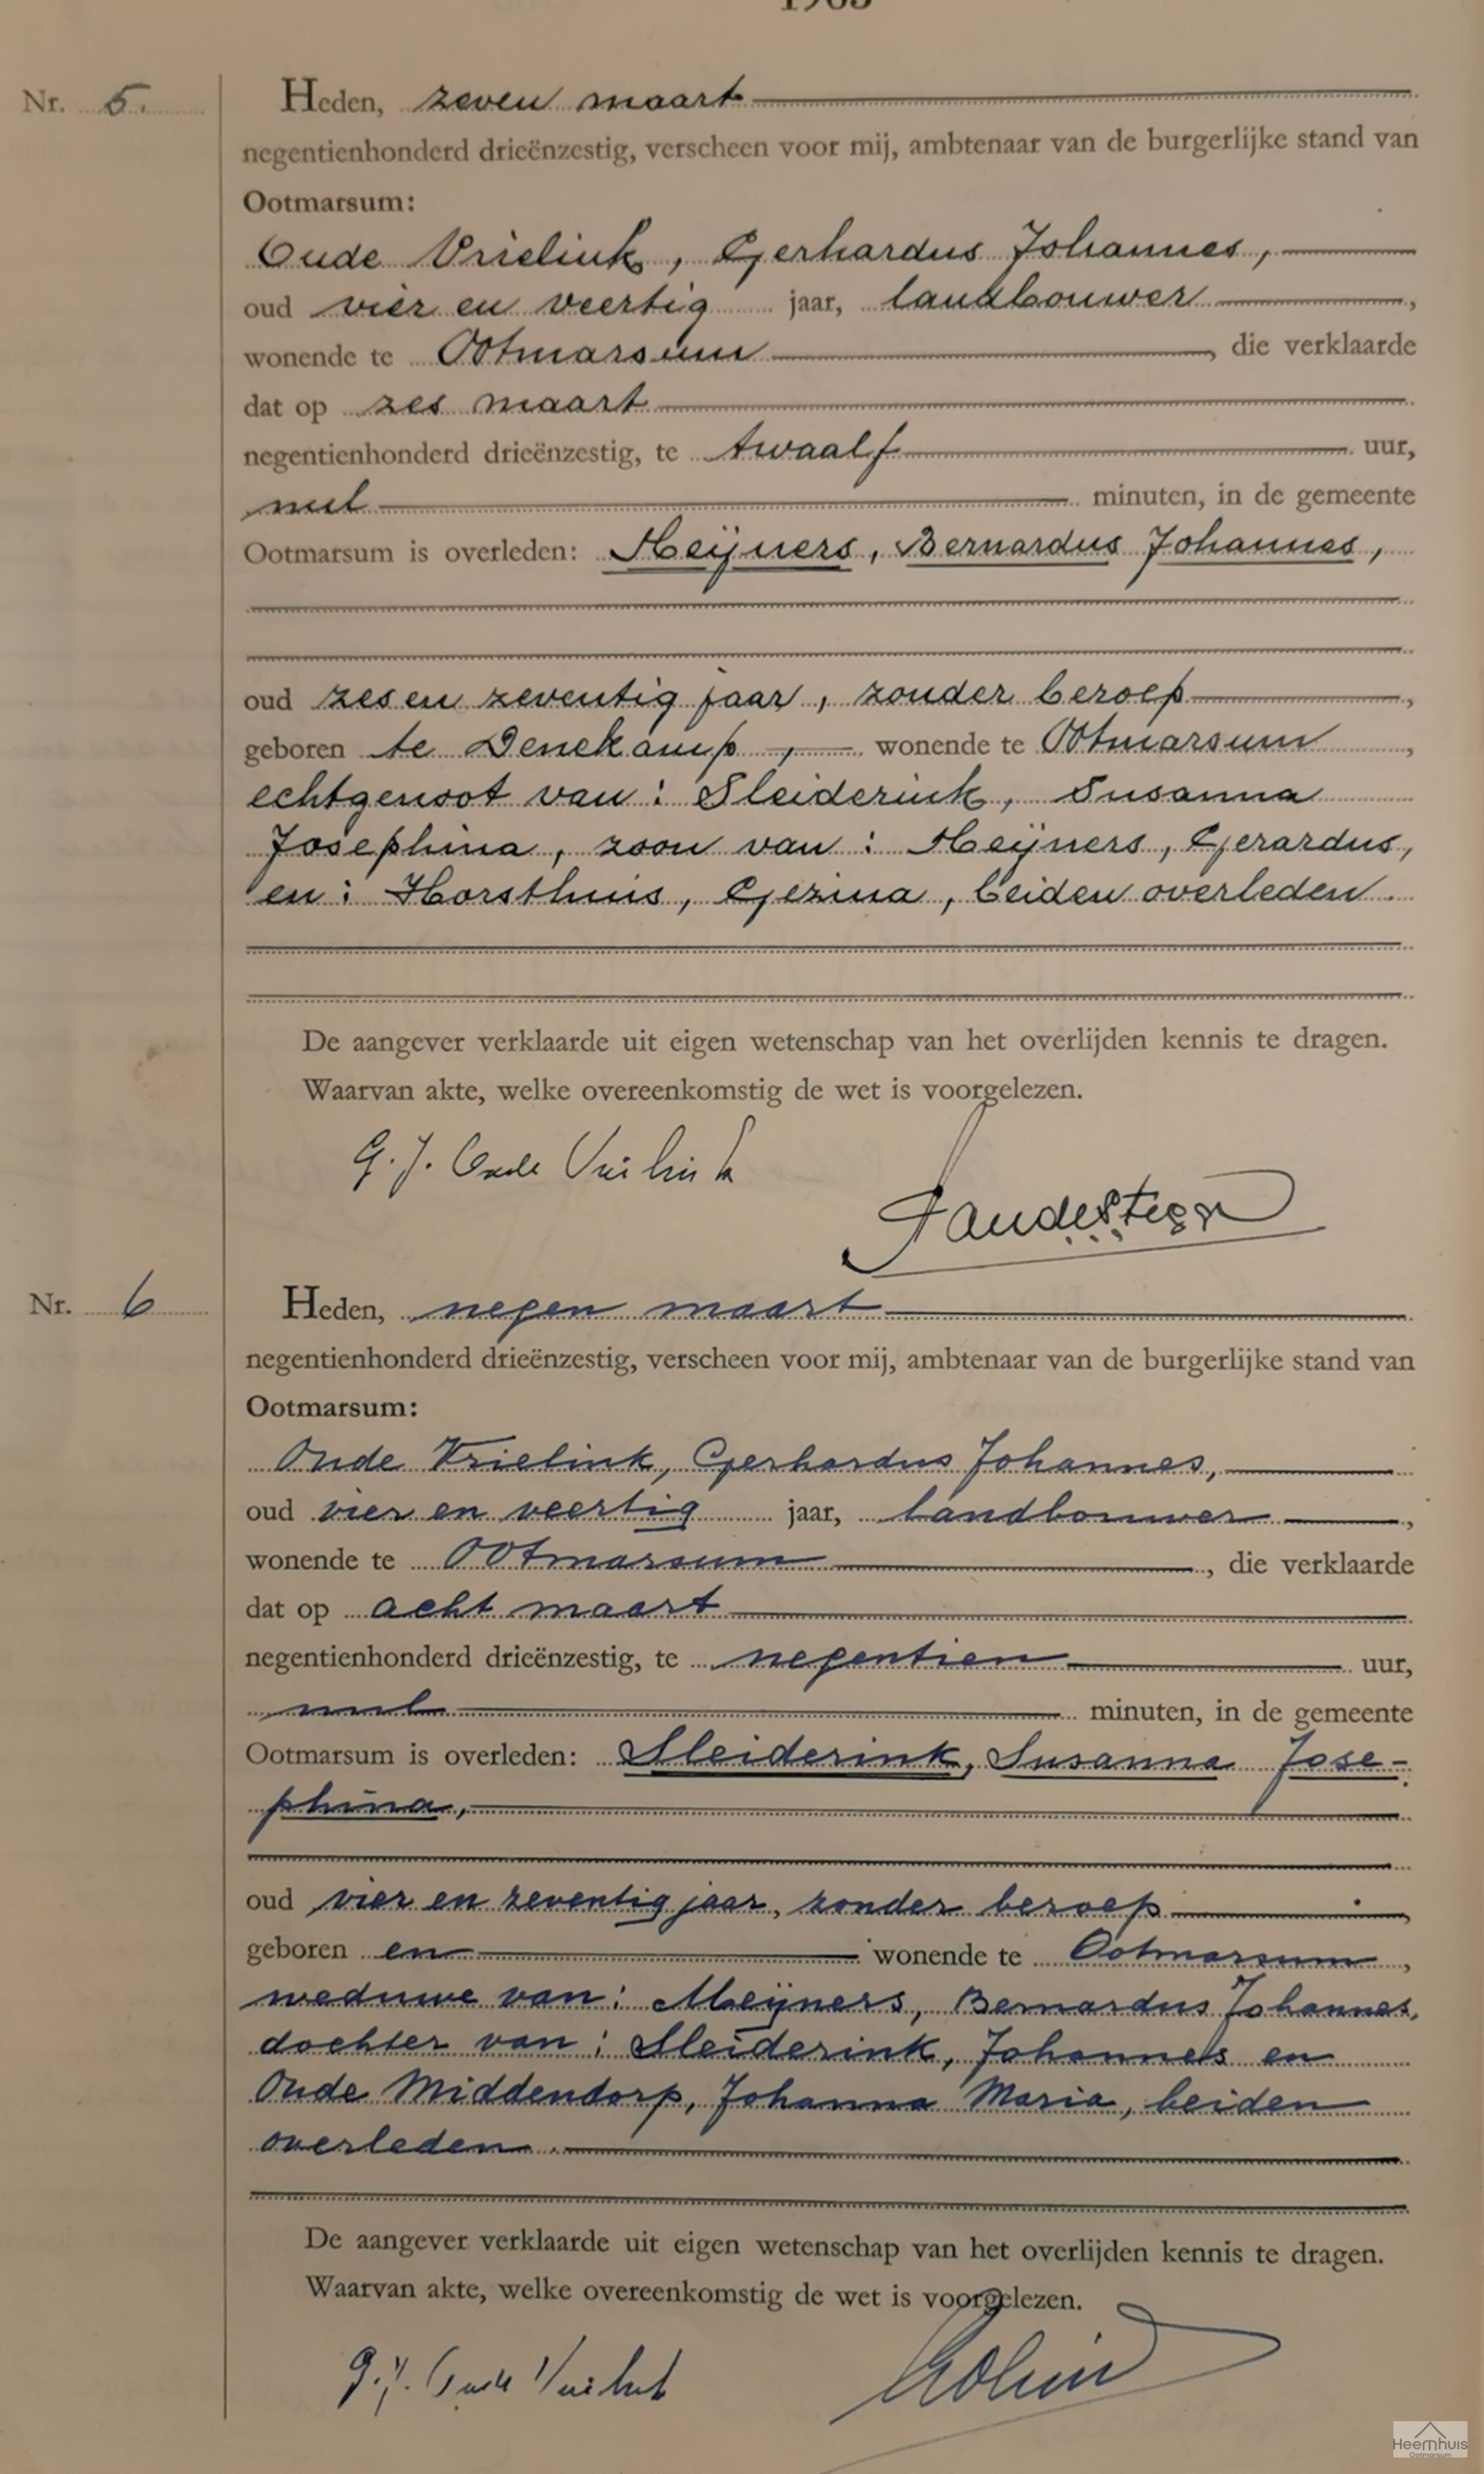 1963
Nr. 5.
Heden, zeven maart
negentienhonderd drieënzestig, verscheen voor mij, ambtenaar van de burgerlijke stand van
Ootmarsum:
Oude Vrielink, Gerhardus Johannes,
oud vier en veertig jaar, landbouwer,
wonende te Ootmarsum, die verklaarde
dat op zes maart
negentienhonderd drieënzestig, te twaalf uur,
nul minuten, in de gemeente
Ootmarsum is overleden: Meijners, Bernardus Johannes,
oud zes en zeventig jaar, zonder beroep,
geboren te Denekamp, wonende te Ootmarsum,
echtgenoot van: Sleiderink, Susanna
Josephina, zoon van: Meijners, Gerardus,
en: Horsthuis, Gezina, beiden overleden.
De aangever verklaarde uit eigen wetenschap van het overlijden kennis te dragen.
Waarvan akte, welke overeenkomstig de wet is voorgelezen.
G.J. Oude Vrielink
Nr. 6
Heden, negen maart
negentienhonderd drieënzestig, verscheen voor mij, ambtenaar van de burgerlijke stand van
Ootmarsum:
Oude Vrielink, Gerhardus Johannes,
oud vier en veertig jaar, landbouwer,
wonende te Ootmarsum, die verklaarde
dat op acht maart
negentienhonderd drieënzestig, te negentien uur,
nul minuten, in de gemeente
Ootmarsum is overleden: Sleiderink, Susanna Jose-
phina,
oud vier en zeventig jaar, zonder beroep,
geboren en wonende te Ootmarsum,
weduwe van: Meijners, Bernardus Johannes,
dochter van: Sleiderink, Johannes en
Oude Middendorp, Johanna Maria, beiden
overleden.
De aangever verklaarde uit eigen wetenschap van het overlijden kennis te dragen.
Waarvan akte, welke overeenkomstig de wet is voorgelezen.
G.J. Oude Vrielink
Heemhuis
Ootmarsum